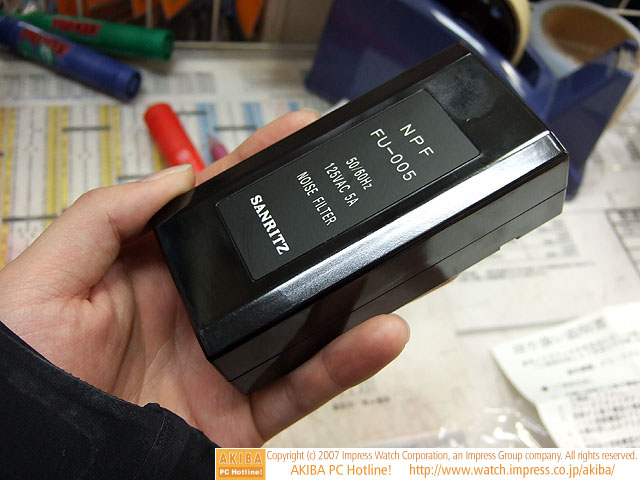 NPF
FU-005
50/60Hz
125VAC 5A
NOISE FILTER
SANRITZ
AKIBA
PC Hotline!
Copyright (c) 2007 Impress Watch Corporation, an Impress Group company. All rights reserved.
AKIBA PC Hotline! http://www.watch.impress.co.jp/akiba/